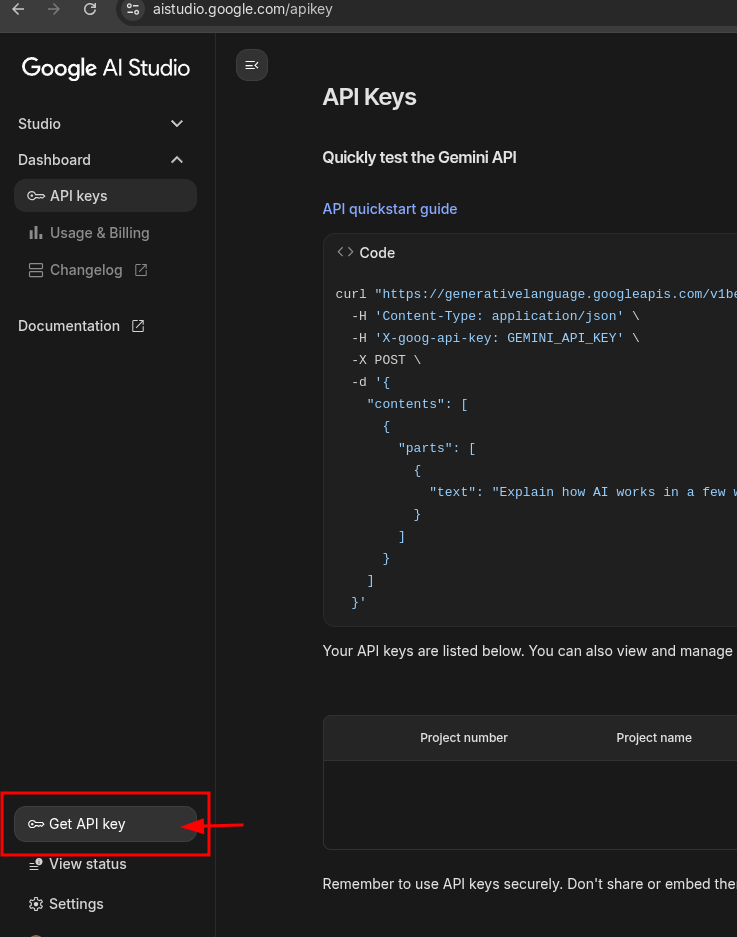 aistudio.google.com/apikey
Google AI Studio
Studio
Dashboard
API keys
Usage & Billing
Changelog
Documentation
Get API key
View status
Settings
API Keys
Quickly test the Gemini API
API quickstart guide
<> Code
curl "https://generativelanguage.googleapis.com/v1be
-H 'Content-Type: application/json' \
-H 'X-goog-api-key: GEMINI_API_KEY' \
-X POST \
-d '{
"contents": [
{
"parts": [
{
"text": "Explain how AI works in a few w
}
]
}
]
}'
Your API keys are listed below. You can also view and manage
Project number
Project name
Remember to use API keys securely. Don't share or embed the